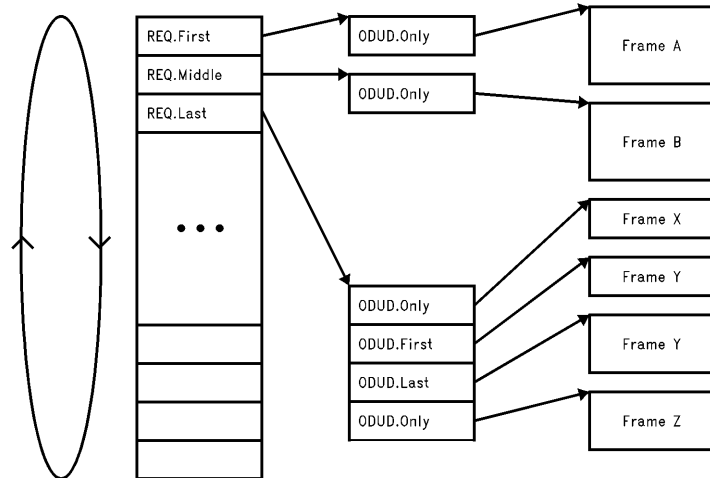 REQ.First
ODUD.Only
Frame A
REQ.Middle
ODUD.Only
REQ.Last
Frame B
Frame X
ODUD.Only
Frame Y
ODUD.First
ODUD.Last
Frame Y
ODUD.Only
Frame Z